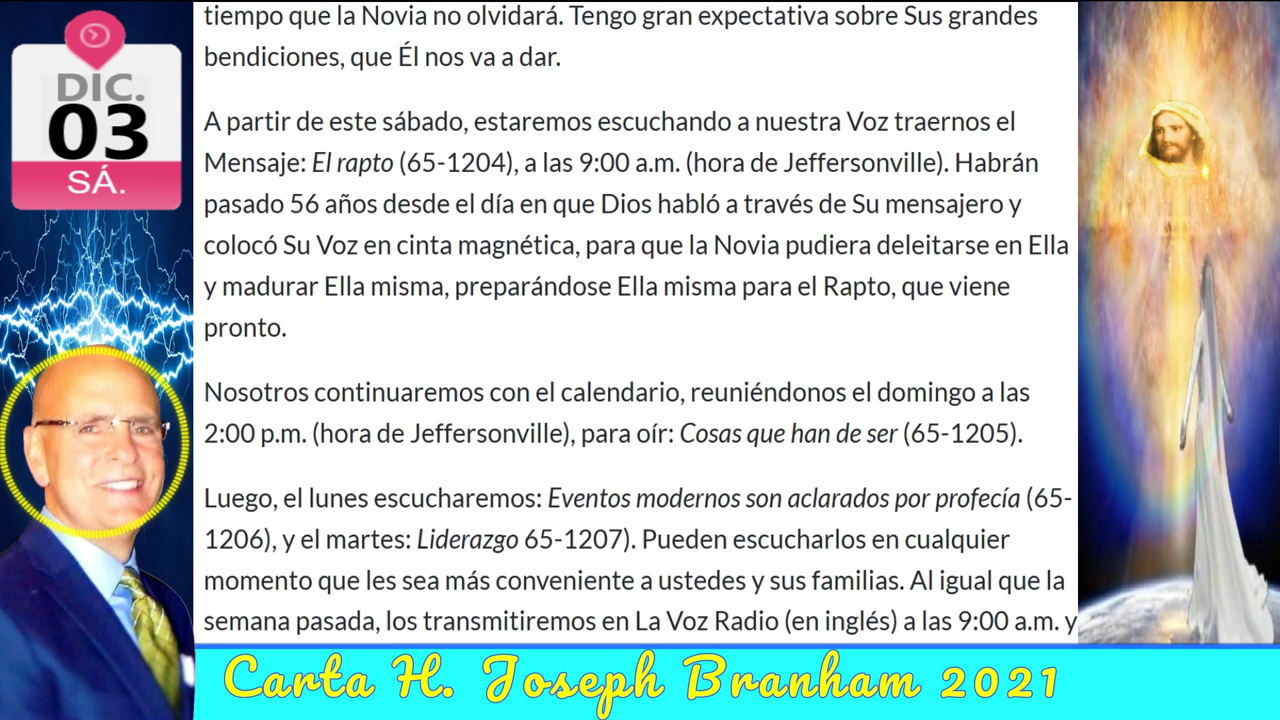 DIC.
03
SÁ.
tiempo que la Novia no olvidará. Tengo gran expectativa sobre Sus grandes
bendiciones, que Él nos va a dar.
A partir de este sábado, estaremos escuchando a nuestra Voz traernos el
Mensaje: El rapto (65-1204), a las 9:00 a.m. (hora de Jeffersonville). Habrán
pasado 56 años desde el día en que Dios habló a través de Su mensajero y
colocó Su Voz en cinta magnética, para que la Novia pudiera deleitarse en Ella
y madurar Ella misma, preparándose Ella misma para el Rapto, que viene
pronto.
Nosotros continuaremos con el calendario, reuniéndonos el domingo a las
2:00 p.m. (hora de Jeffersonville), para oír: Cosas que han de ser (65-1205).
Luego, el lunes escucharemos: Eventos modernos son aclarados por profecía (65-
1206), y el martes: Liderazgo 65-1207). Pueden escucharlos en cualquier
momento que les sea más conveniente a ustedes y sus familias. Al igual que la
semana pasada, los transmitiremos en La Voz Radio (en inglés) a las 9:00 a.m. y
Carta H. Joseph Branham 2021